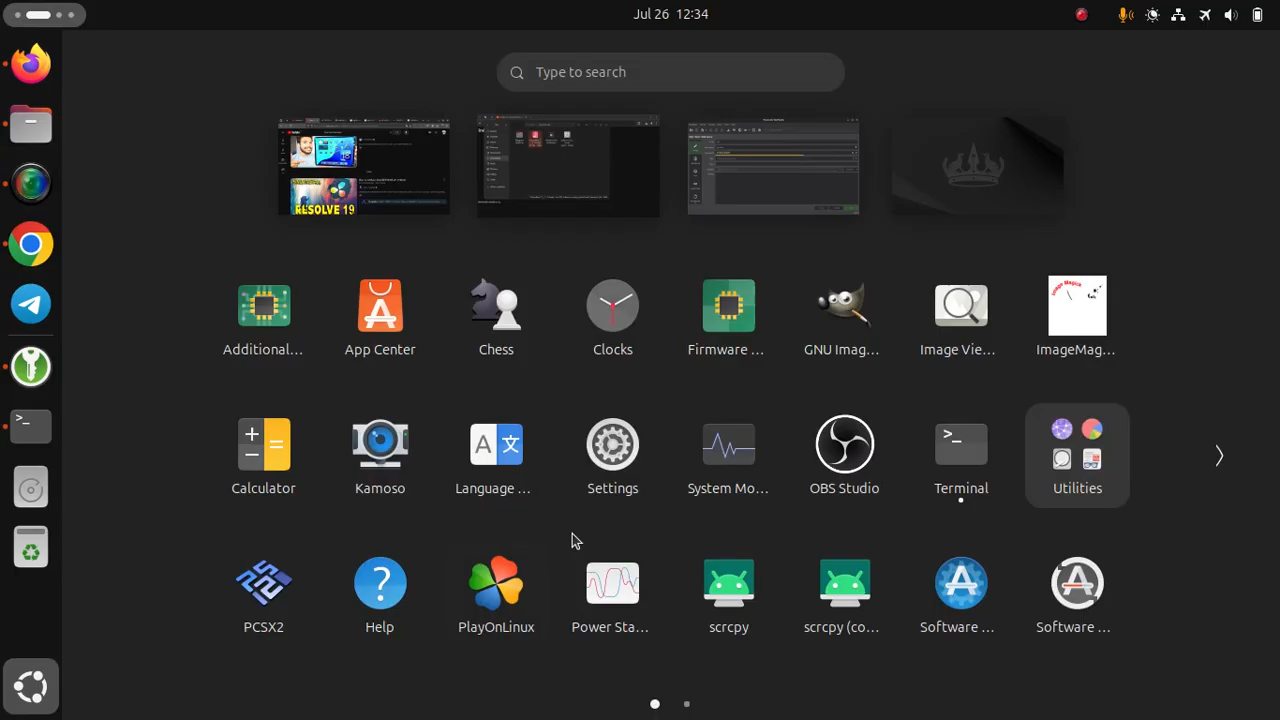 Jul 26 12:34
Type to search
RESOLVE 19
Additional...
App Center
Chess
Clocks
Firmware ...
GNU Imag...
Image Vie...
ImageMag...
Calculator
Kamoso
Language ...
Settings
System Mo...
OBS Studio
Terminal
Utilities
PCSX2
Help
PlayOnLinux
Power Sta...
scrcpy
scrcpy (co...
Software ...
Software ...